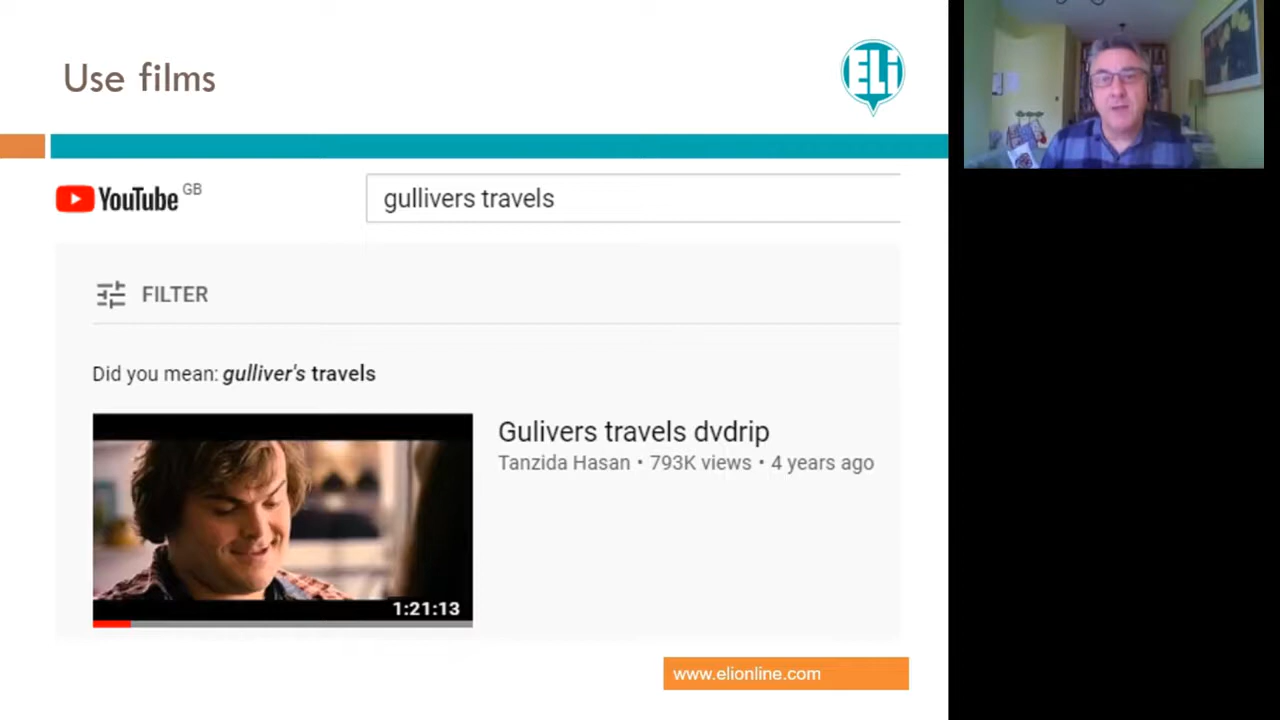 Use films
ELi
YouTube GB
gullivers travels
FILTER
Did you mean: gulliver's travels
Gulivers travels dvdrip
Tanzida Hasan • 793K views • 4 years ago
1:21:13
www.elionline.com